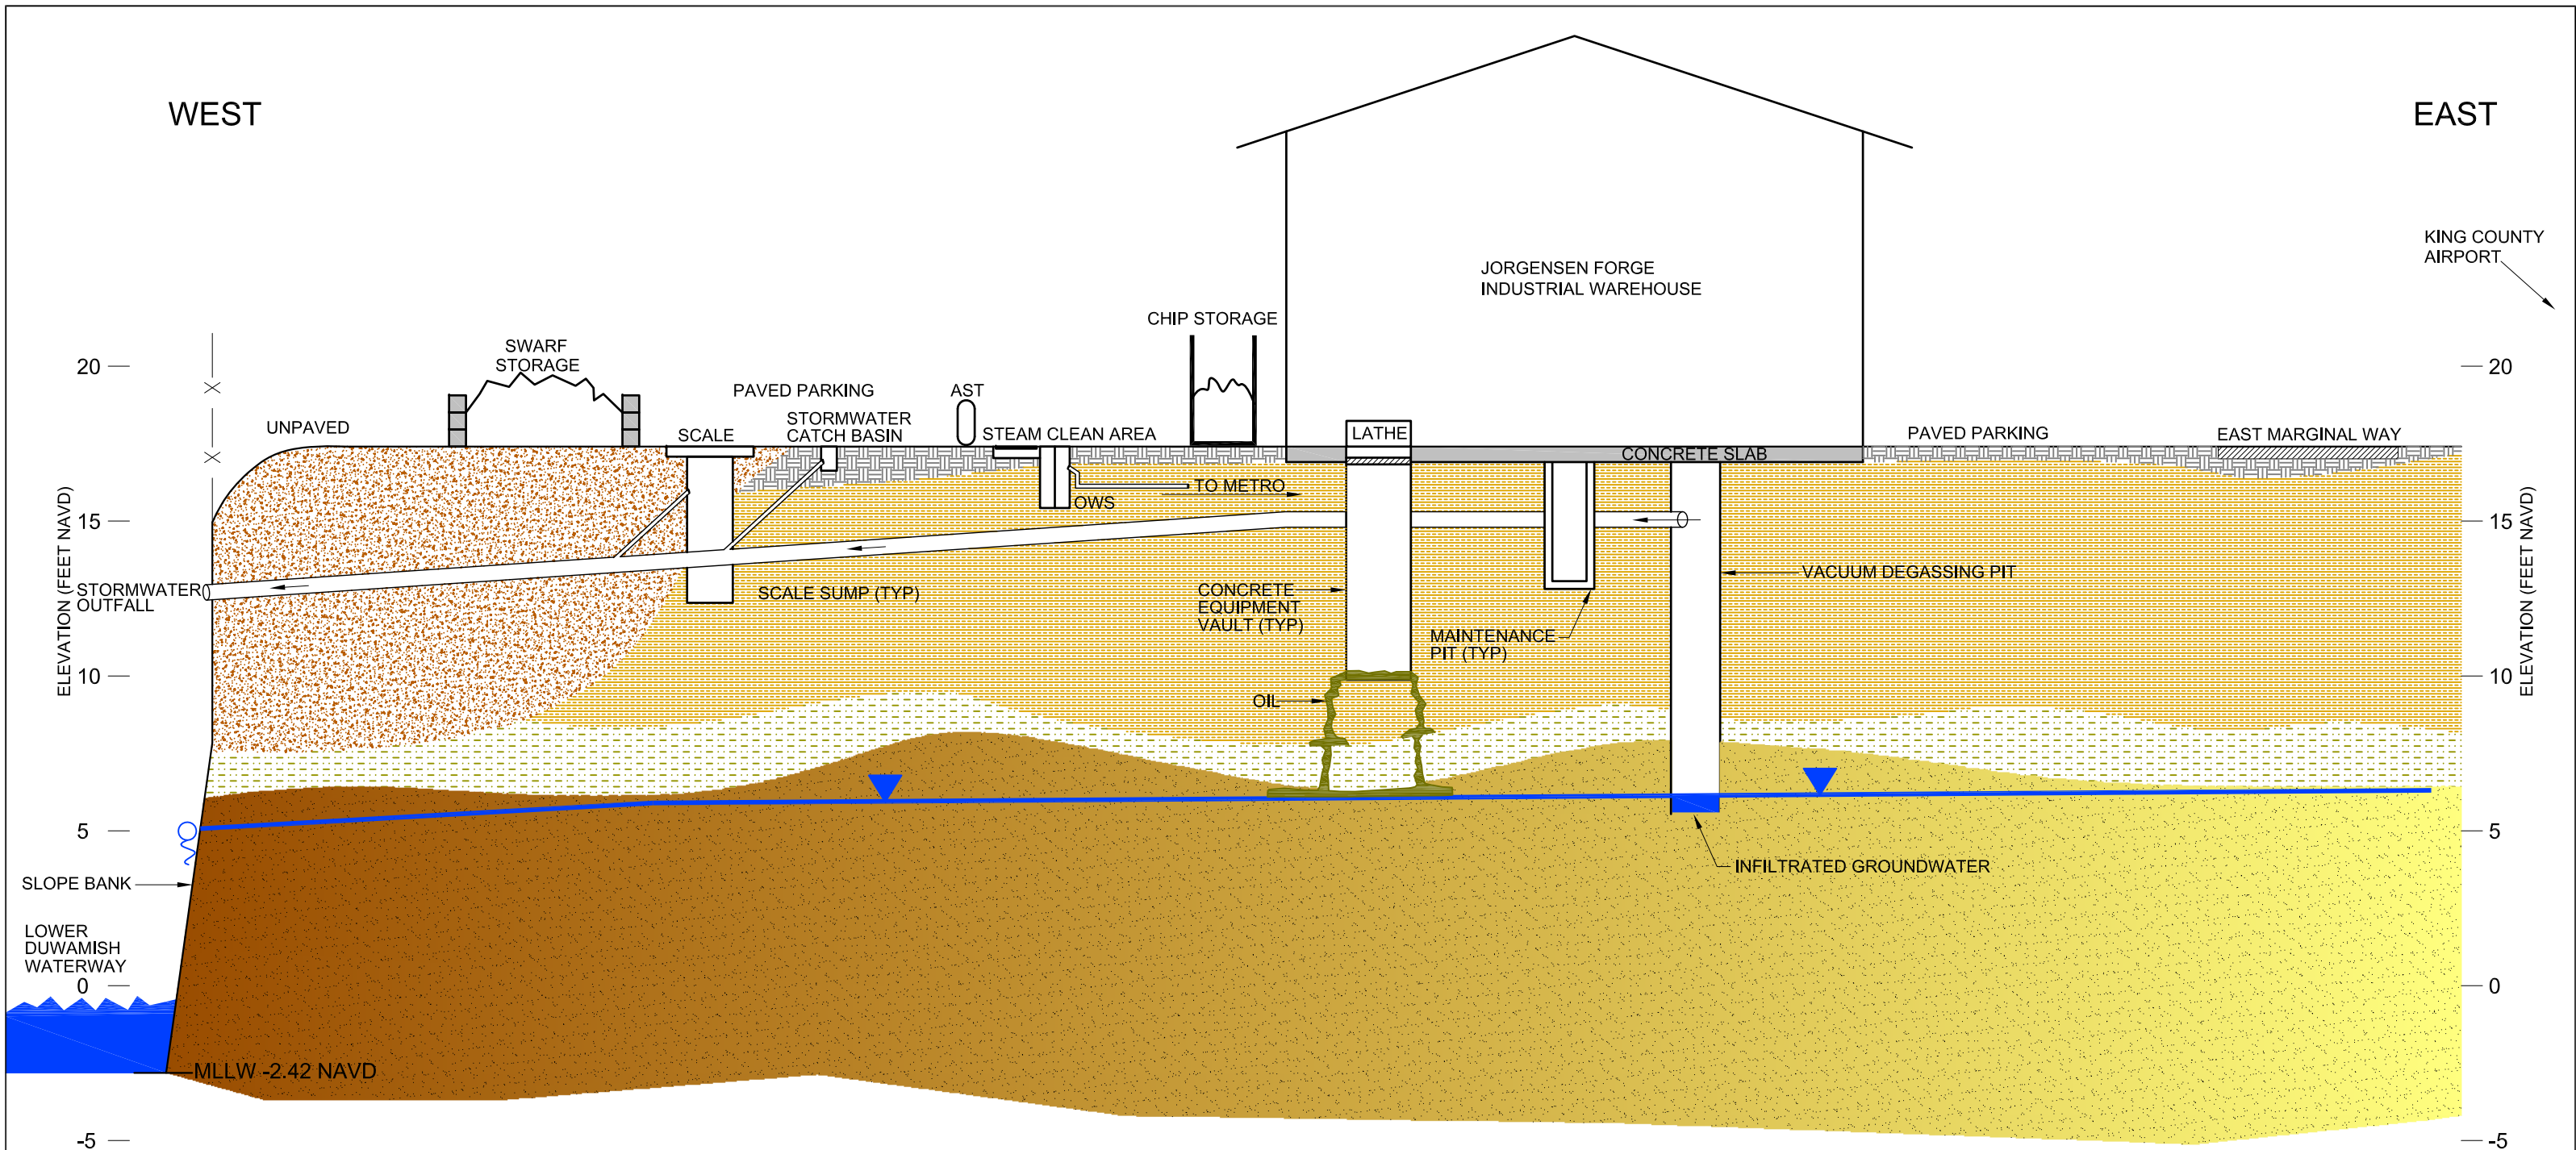 WEST
EAST
KING COUNTY
AIRPORT
JORGENSEN FORGE
INDUSTRIAL WAREHOUSE
CHIP STORAGE
SWARF
STORAGE
20
20
PAVED PARKING
AST
STORMWATER
CATCH BASIN
UNPAVED
SCALE
STEAM CLEAN AREA
LATHE
PAVED PARKING
EAST MARGINAL WAY
CONCRETE SLAB
TO METRO
OWS
15
15
ELEVATION (FEET NAVD)
ELEVATION (FEET NAVD)
STORMWATER
OUTFALL
SCALE SUMP (TYP)
CONCRETE
EQUIPMENT
VAULT (TYP)
VACUUM DEGASSING PIT
MAINTENANCE
PIT (TYP)
10
10
OIL
5
5
INFILTRATED GROUNDWATER
SLOPE BANK
LOWER
DUWAMISH
WATERWAY
0
0
MLLW -2.42 NAVD
-5
-5